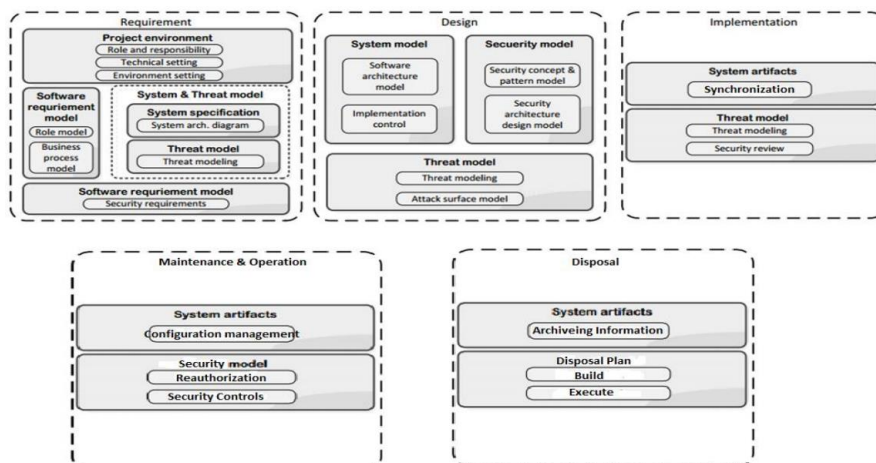 Requirement
Project environment
Role and responsibility
Technical setting
Environment setting
Software
requriement
model
Role model
Business
process
model
System & Threat model
System specification
System arch. diagram
Threat model
Threat modeling
Software requriement model
Security requirements
Design
System model
Software
architecture
model
Implementation
control
Secuerity model
Security concept &
pattern model
Security
architecture
design model
Threat model
Threat modeling
Attack surface model
Implementation
System artifacts
Synchronization
Threat model
Threat modeling
Security review
Maintenance & Operation
System artifacts
Configuration management
Security model
Reauthorization
Security Controls
Disposal
System artifacts
Archiveing Information
Disposal Plan
Build
Execute